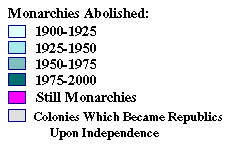 Monarchies Abolished:
1900-1925
1925-1950
1950-1975
1975-2000
Still Monarchies
Colonies Which Became Republics
Upon Independence